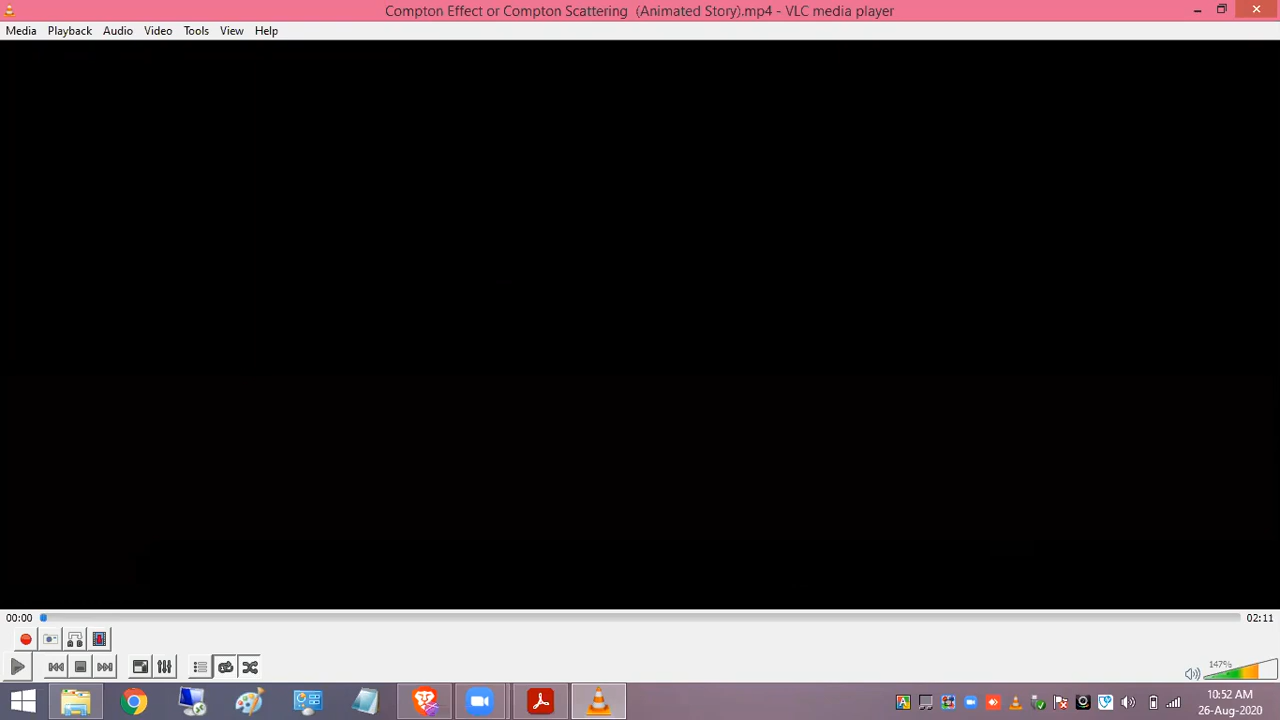 Compton Effect or Compton Scattering  (Animated Story).mp4 - VLC media player
Media Playback Audio Video Tools View Help
00:00 02:11
147%
10:52 AM
26-Aug-2020